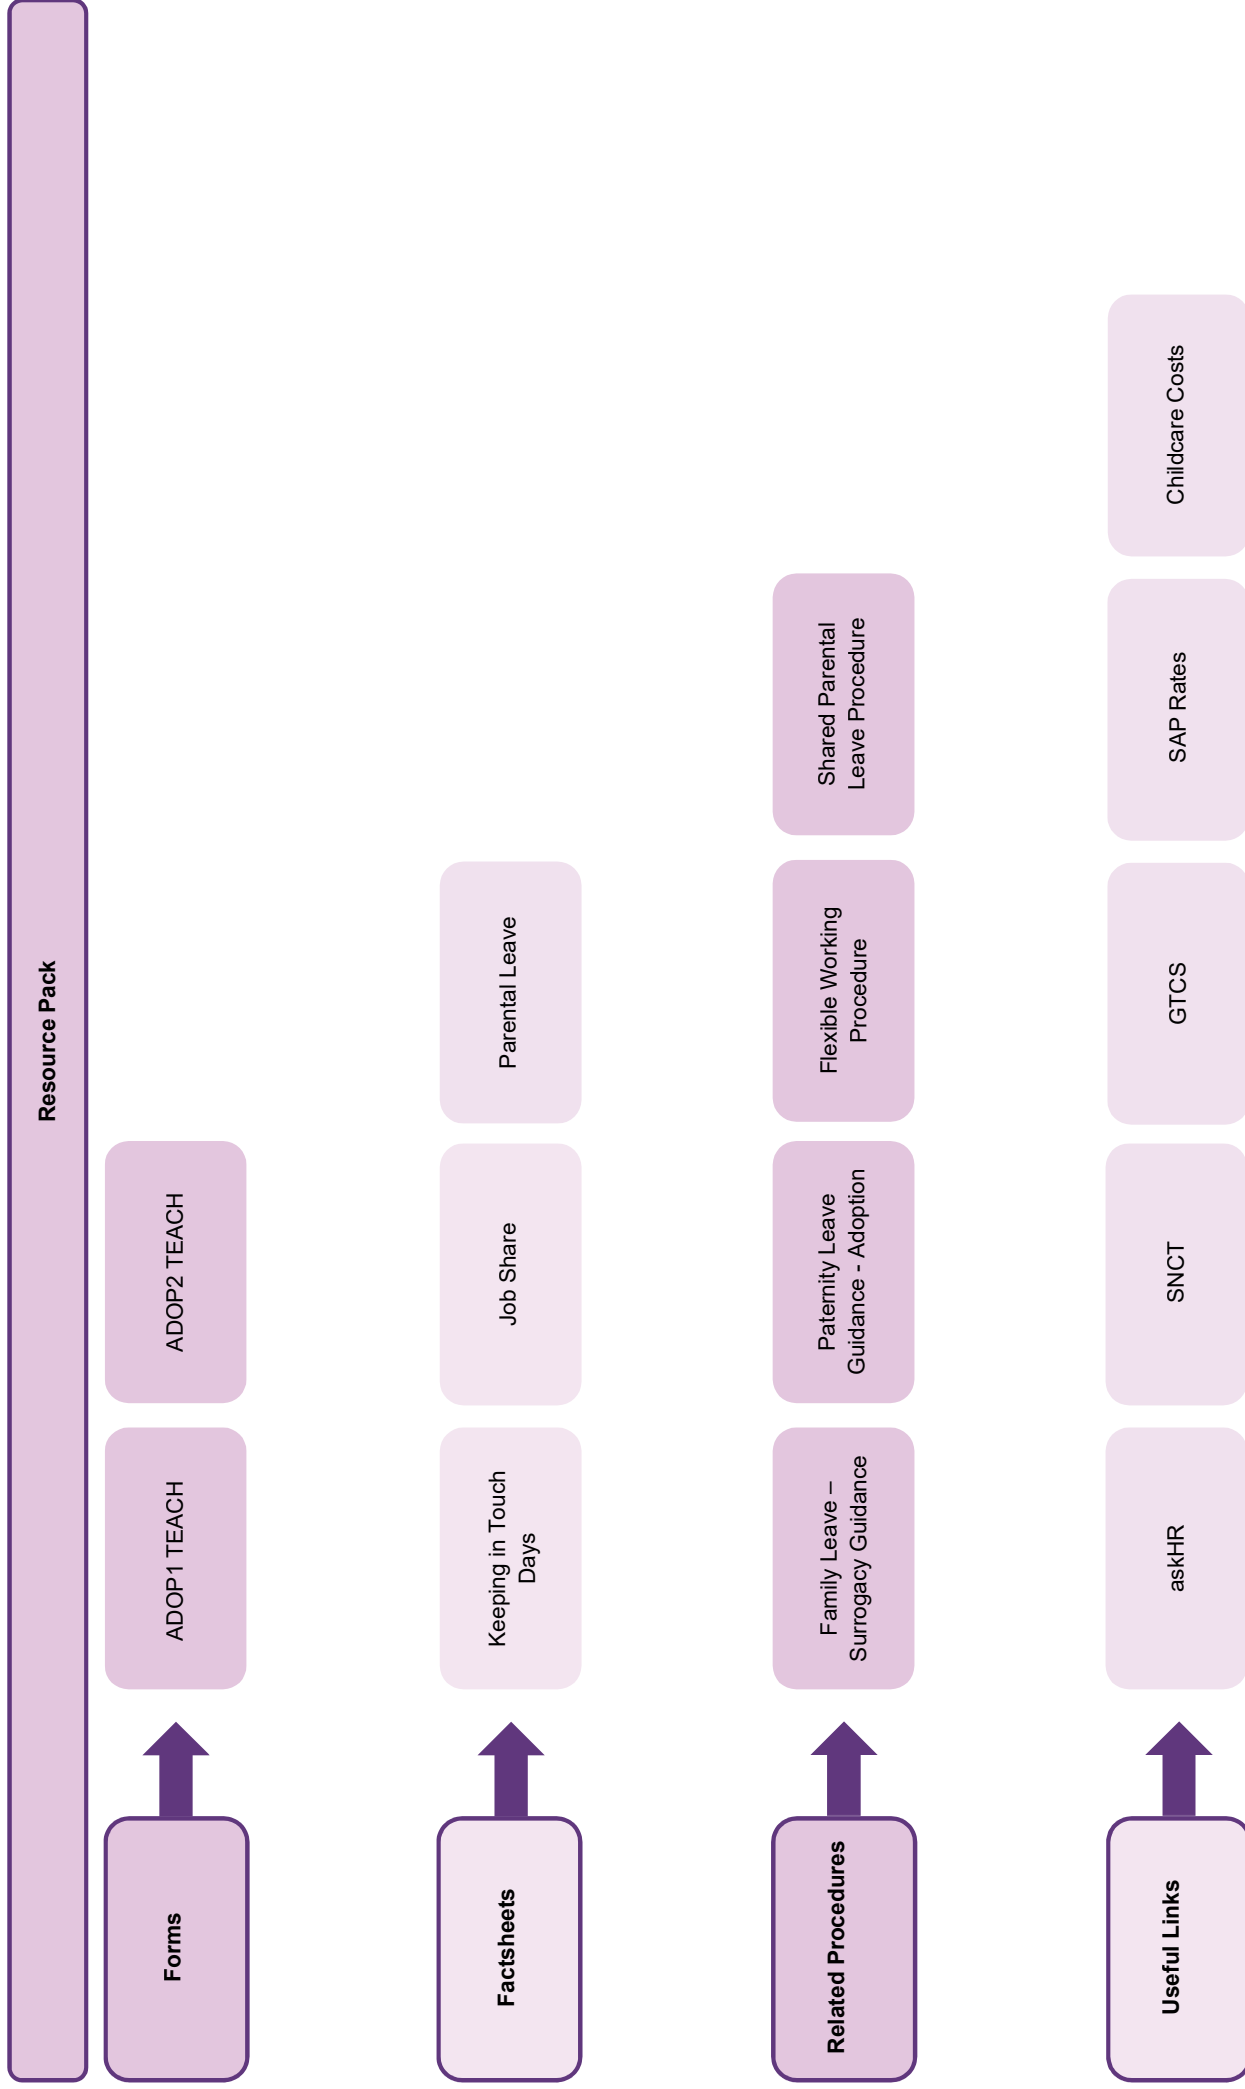 Resource Pack
Forms
ADOP1 TEACH
ADOP2 TEACH
Factsheets
Keeping in Touch
Days
Job Share
Parental Leave
Related Procedures
Family Leave –
Surrogacy Guidance
Paternity Leave
Guidance - Adoption
Flexible Working
Procedure
Shared Parental
Leave Procedure
Useful Links
askHR
SNCT
GTCS
SAP Rates
Childcare Costs